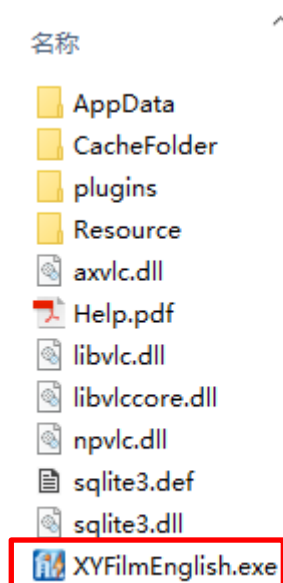 名称
AppData
CacheFolder
plugins
Resource
axvlc.dll
Help.pdf
libvlc.dll
libvlccore.dll
npvlc.dll
sqlite3.def
sqlite3.dll
XYFilmEnglish.exe